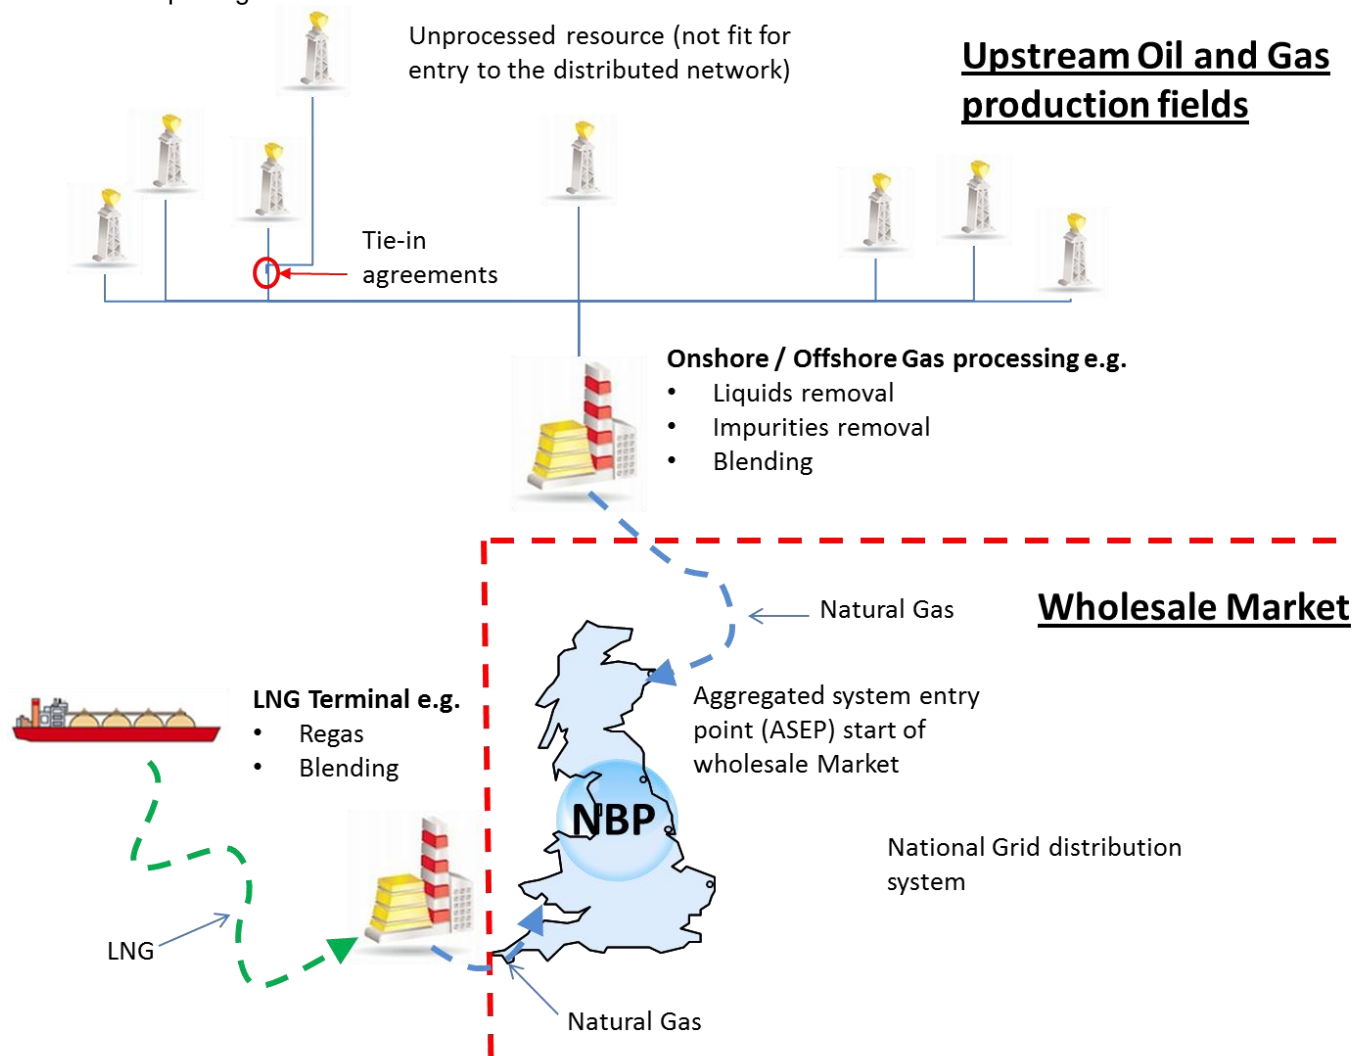 Unprocessed resource (not fit for
entry to the distributed network)
Upstream Oil and Gas
production fields
Tie-in
agreements
Onshore / Offshore Gas processing e.g.
• Liquids removal
• Impurities removal
• Blending
Natural Gas
Wholesale Market
LNG Terminal e.g.
• Regas
• Blending
Aggregated system entry
point (ASEP) start of
wholesale Market
NBP
National Grid distribution
system
LNG
Natural Gas